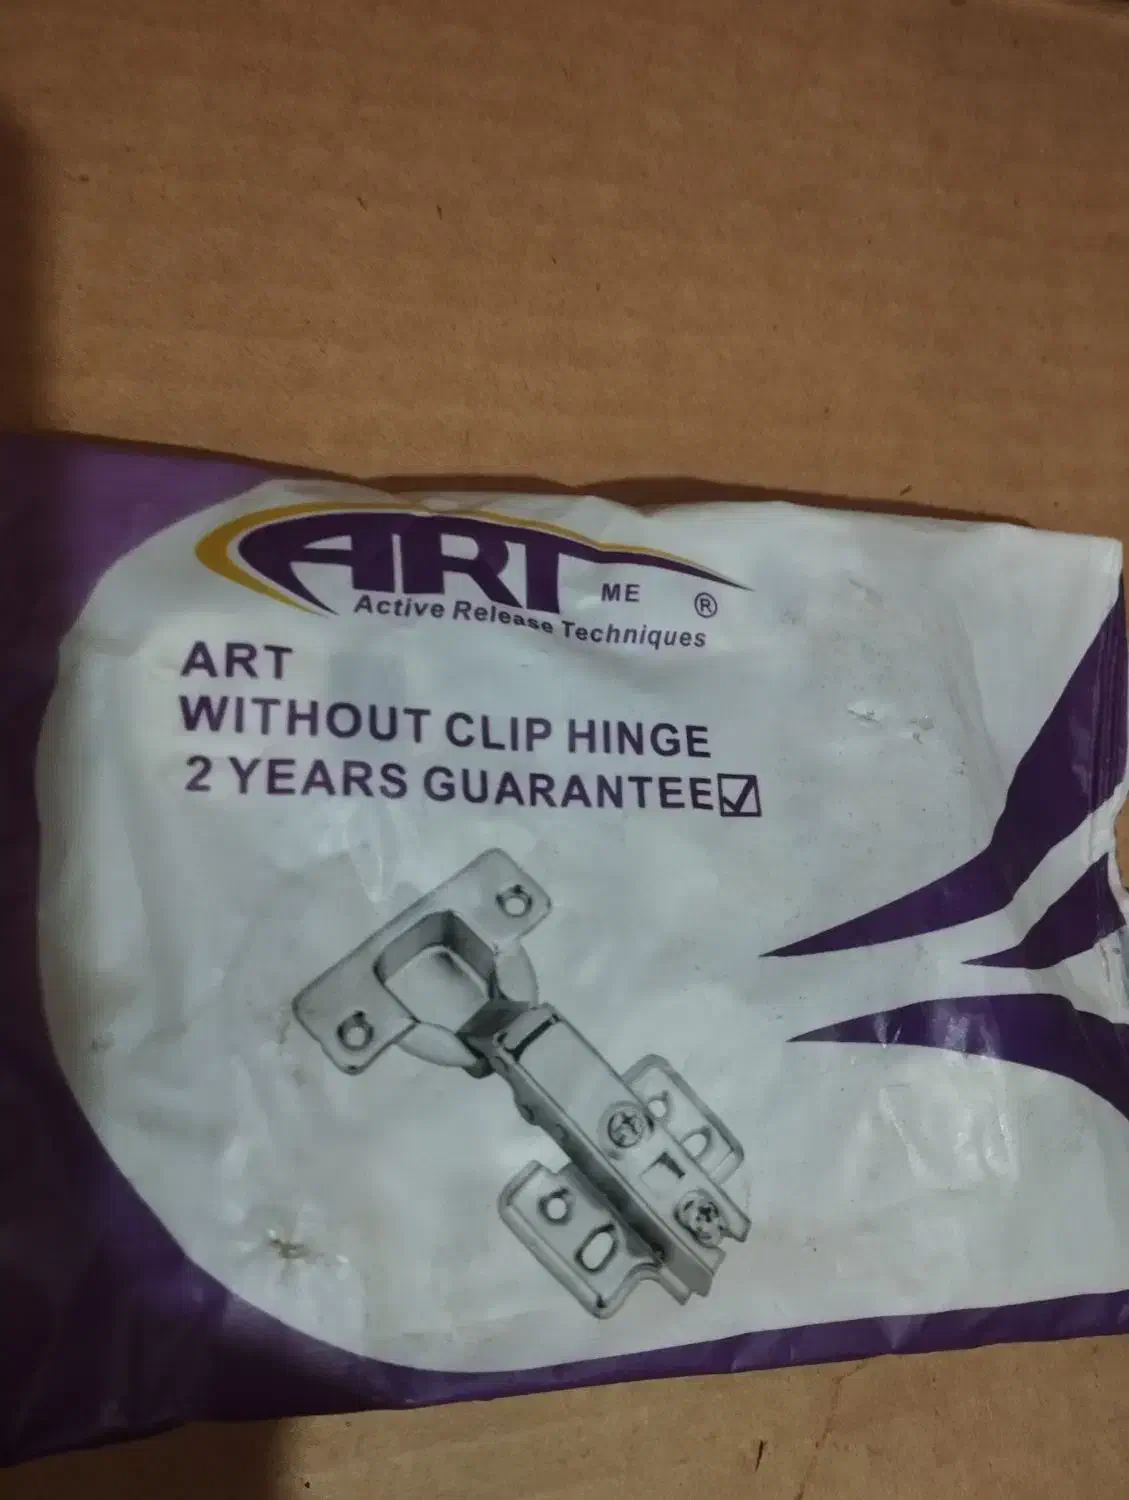 ART ME ®
Active Release Techniques
ART
WITHOUT CLIP HINGE
2 YEARS GUARANTEE☑